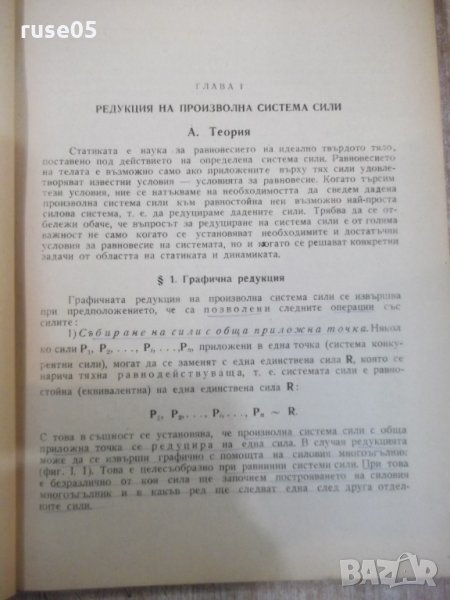 ruse05
ГЛАВА I
РЕДУКЦИЯ НА ПРОИЗВОЛНА СИСТЕМА СИЛИ
А. Теория
Статиката е наука за равновесието на идеално твърдото тяло,
поставено под действието на определена система сили. Равновесието
на телата е възможно само ако приложените върху тях сили удовле-
творяват известни условия — условията за равновесие. Когато търсим
тези условия, ние се натъкваме на необходимостта да сведем дадена
произволна система сили към равностойна ней възможно най-проста
силова система, т. е. да редуцираме дадените сили. Трябва да се от-
бележи обаче, че въпросът за редуциране на система сили е от голяма
важност не само когато се установяват необходимите и достатъчни
условия за равновесие на системата, но и когато се решават конкретни
задачи от областта на статиката и динамиката.
§ 1. Графична редукция
Графичната редукция на произволна система сили се извършва
при предположението, че са позволени следните операции със
силите:
1) Събиране на сили с обща приложна точка. Някол
ко сили P₁, P₂, . . ., Pᵢ, . . ., Pₙ, приложени в една точка (система конку-
рентни сили), могат да се заменят с една единствена сила R, която се
нарича тяхна равнодействуваща, т. е. системата сили е равно-
стойна (еквивалентна) на една единствена сила R:
P₁, P₂, . . ., Pᵢ, . . ., Pₙ ~ R.
С това в същност се установява, че произволна система сили с обща
приложна точка се редуцира на една сила. В случая редукцията
може да се извърши графично с помощта на силовия многоъгълник
(фиг. I. 1). Това е целесъобразно при равнинни системи сили. При това
е безразлично от коя сила ще започнем построяването на силовия
многоъгълник и в какъв ред ще следват една след друга отдел-
ните сили.
BAZAR